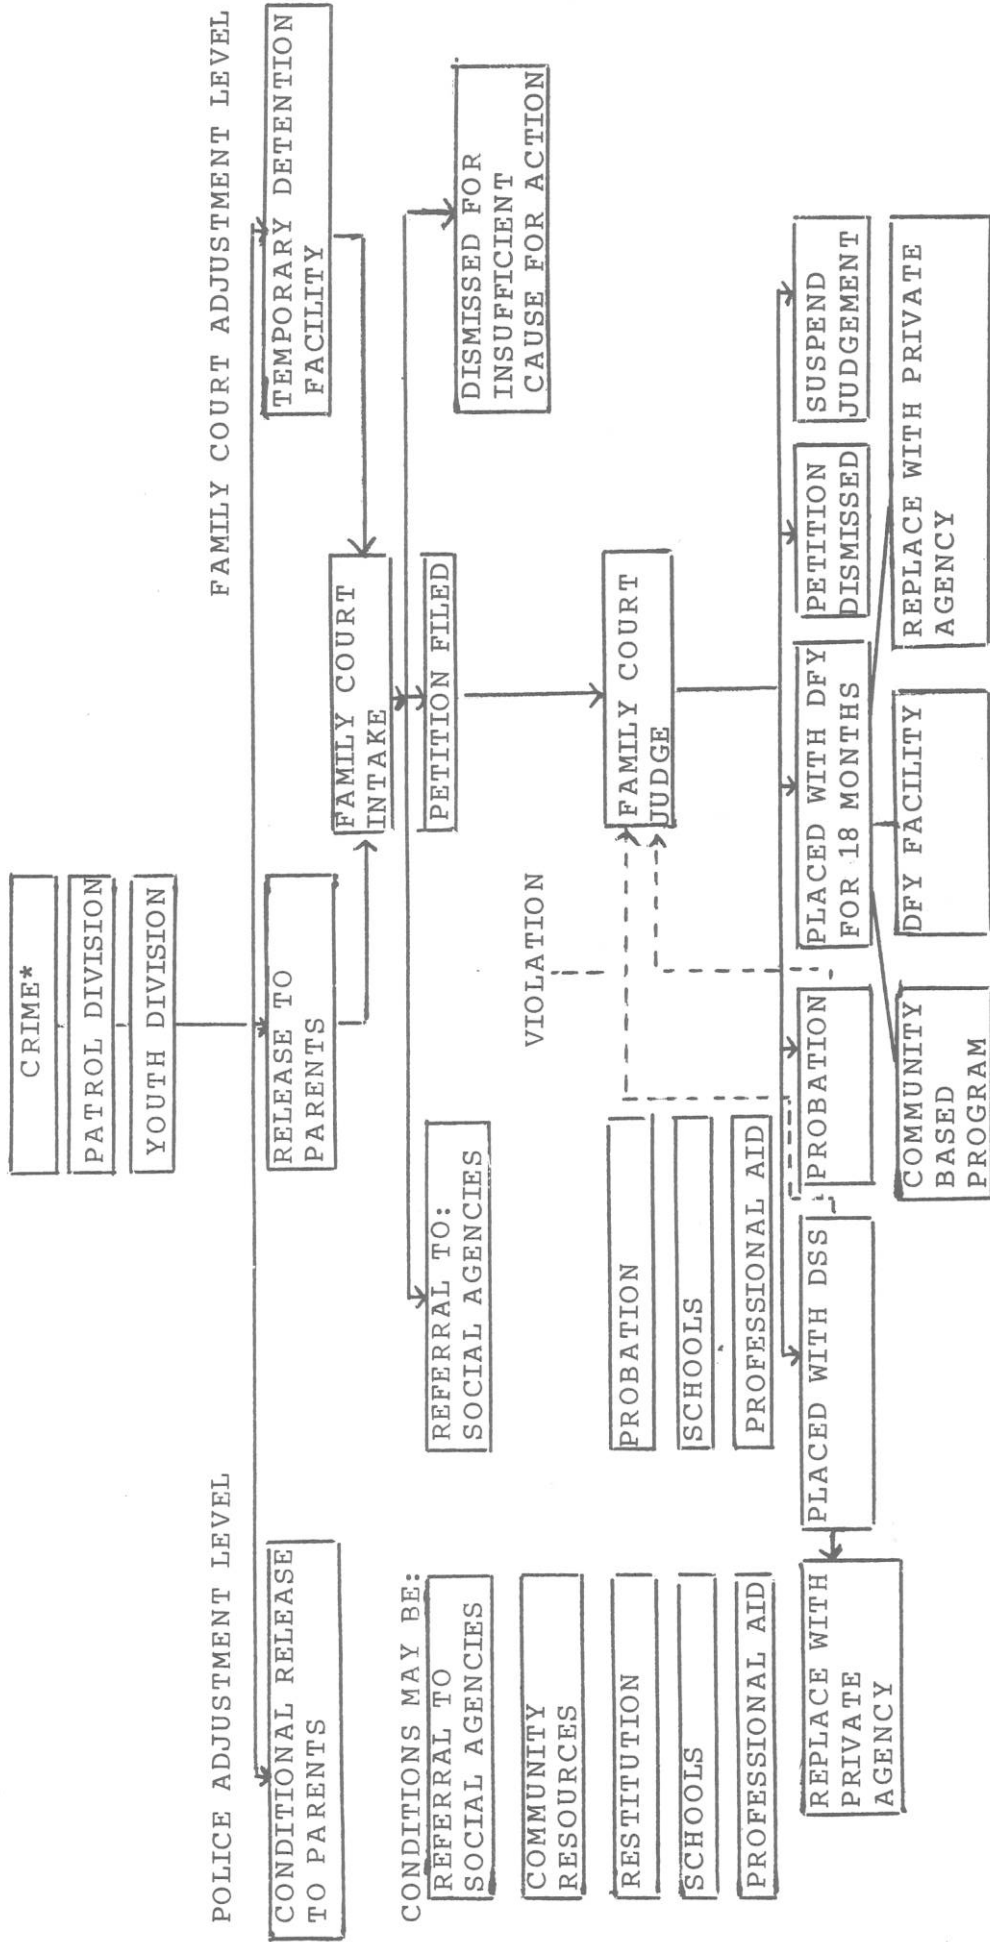 CRIME*
PATROL DIVISION
YOUTH DIVISION
POLICE ADJUSTMENT LEVEL
FAMILY COURT ADJUSTMENT LEVEL
CONDITIONAL RELEASE
TO PARENTS
RELEASE TO
PARENTS
TEMPORARY DETENTION
FACILITY
FAMILY COURT
INTAKE
CONDITIONS MAY BE:
REFERRAL TO
SOCIAL AGENCIES
COMMUNITY
RESOURCES
RESTITUTION
SCHOOLS
PROFESSIONAL AID
REFERRAL TO:
SOCIAL AGENCIES
PROBATION
SCHOOLS
PROFESSIONAL AID
PETITION FILED
DISMISSED FOR
INSUFFICIENT
CAUSE FOR ACTION
VIOLATION
FAMILY COURT
JUDGE
REPLACE WITH
PRIVATE
AGENCY
PLACED WITH DSS
PROBATION
PLACED WITH DFY
FOR 18 MONTHS
PETITION
DISMISSED
SUSPEND
JUDGEMENT
COMMUNITY
BASED
PROGRAM
DFY FACILITY
REPLACE WITH PRIVATE
AGENCY